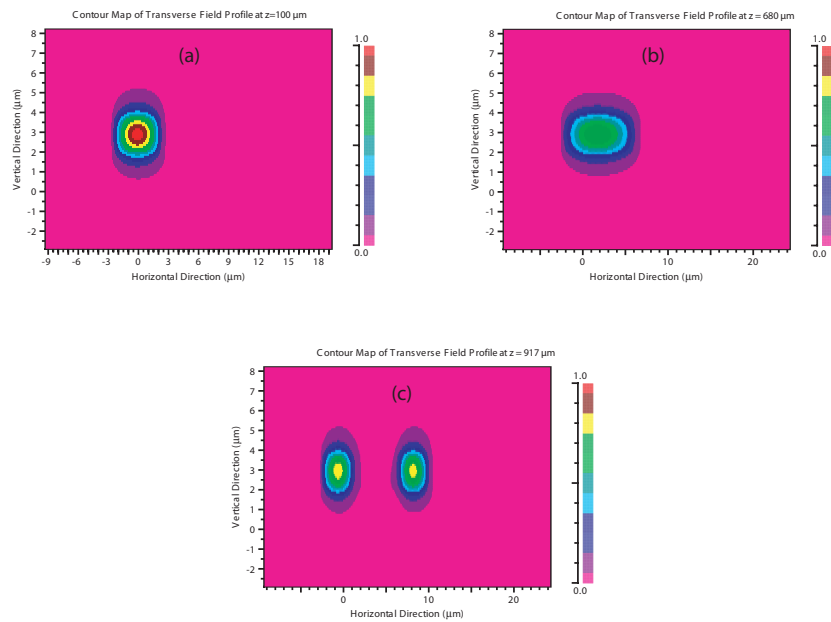 Contour Map of Transverse Field Profile at z=100 μm
(a)
1.0
8
7
6
5
4
3
2
1
0
-1
-2
Vertical Direction (μm)
0.0
-9 -6 -3 0 3 6 9 12 15 18
Horizontal Direction (μm)
Contour Map of Transverse Field Profile at z = 680 μm
(b)
1.0
8
7
6
5
4
3
2
1
0
-1
-2
Vertical Direction (μm)
0.0
0 10 20
Horizontal Direction (μm)
Contour Map of Transverse Field Profile at z = 917 μm
(c)
1.0
8
7
6
5
4
3
2
1
0
-1
-2
Vertical Direction (μm)
0.0
0 10 20
Horizontal Direction (μm)